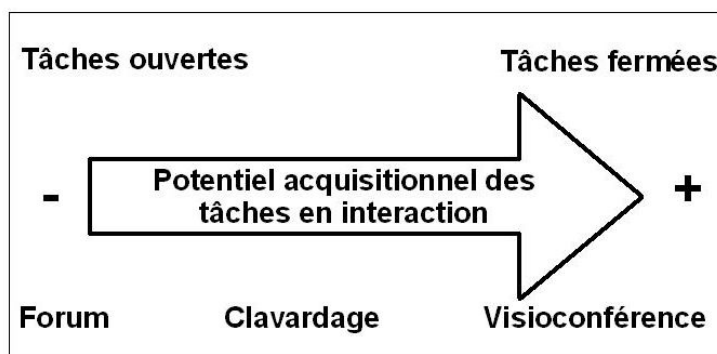 Tâches ouvertes
Tâches fermées
-
Potentiel acquisitionnel des
tâches en interaction
+
Forum
Clavardage
Visioconférence